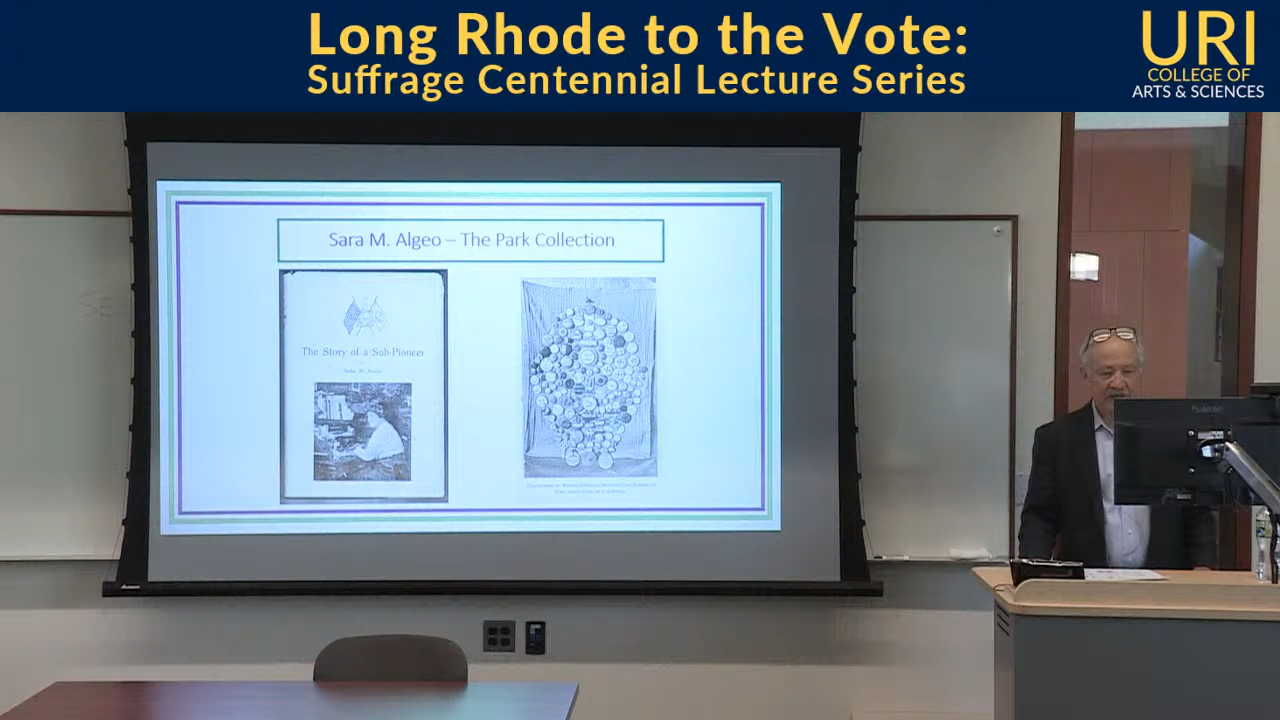 Long Rhode to the Vote:
Suffrage Centennial Lecture Series
URI
COLLEGE OF
ARTS & SCIENCES
Sara M. Algeo – The Park Collection
The Story of a Sub-Pioneer